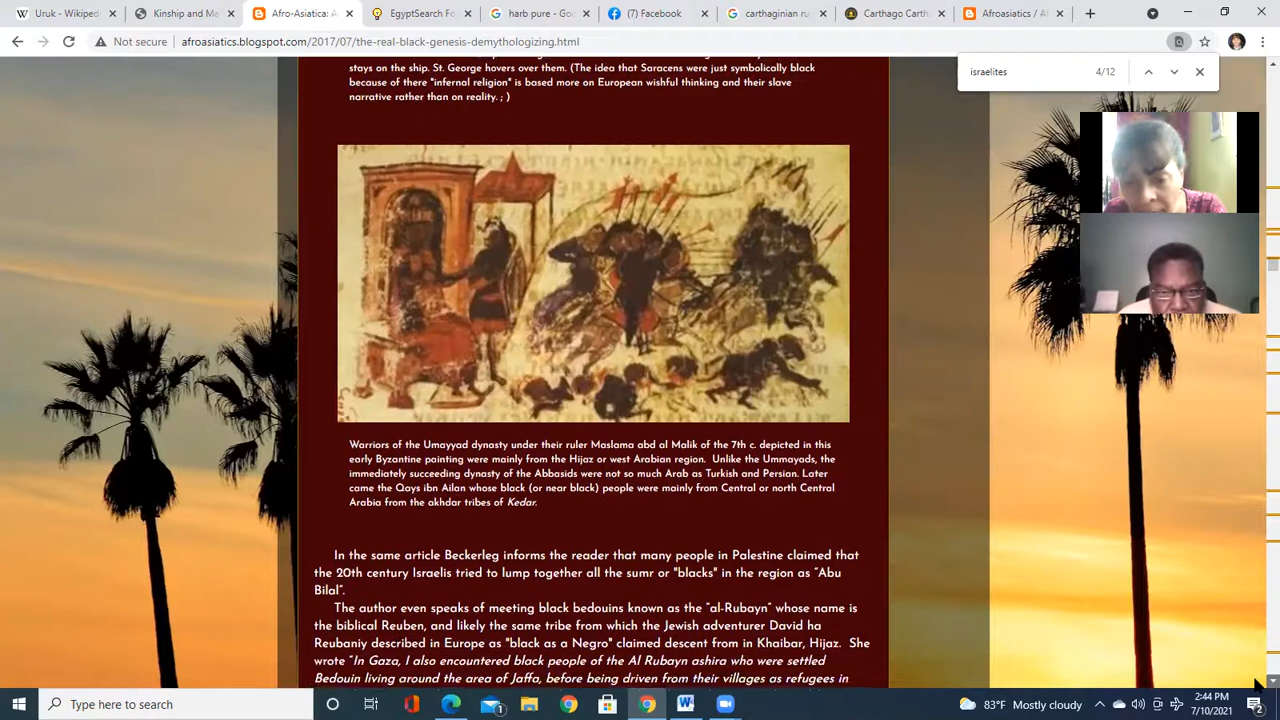 Uruk - Wikiped
Kinship and Ma
Afro-Asiatica: A
EgyptSearch Fo
harb pure - Goo
(4) Facebook
carthaginian ru
Carthago Carth
Afroasiatics / Af
Not secure
afroasiatics.blogspot.com/2017/07/the-real-black-genesis-demythologizing.html
israelites
4/12
stays on the ship. St. George hovers over them. (The idea that Saracens were just symbolically black
because of there "infernal religion" is based more on European wishful thinking and their slave
narrative rather than on reality. ; )
Warriors of the Umayyad dynasty under their ruler Maslama abd al Malik of the 7th c. depicted in this
early Byzantine painting were mainly from the Hijaz or west Arabian region. Unlike the Ummayads, the
immediately succeeding dynasty of the Abbasids were not so much Arab as Turkish and Persian. Later
came the Qays ibn Ailan whose black (or near black) people were mainly from Central or north Central
Arabia from the akhdar tribes of Kedar.
In the same article Beckerleg informs the reader that many people in Palestine claimed that
the 20th century Israelis tried to lump together all the sumr or "blacks" in the region as "Abu
Bilal".
The author even speaks of meeting black bedouins known as the "al-Rubayn" whose name is
the biblical Reuben, and likely the same tribe from which the Jewish adventurer David ha
Reubaniy described in Europe as "black as a Negro" claimed descent from in Khaibar, Hijaz. She
wrote "In Gaza, I also encountered black people of the Al Rubayn ashira who were settled
Bedouin living around the area of Jaffa, before being driven from their villages as refugees in
Type here to search
1
83°F Mostly cloudy
2:44 PM
7/10/2021
2